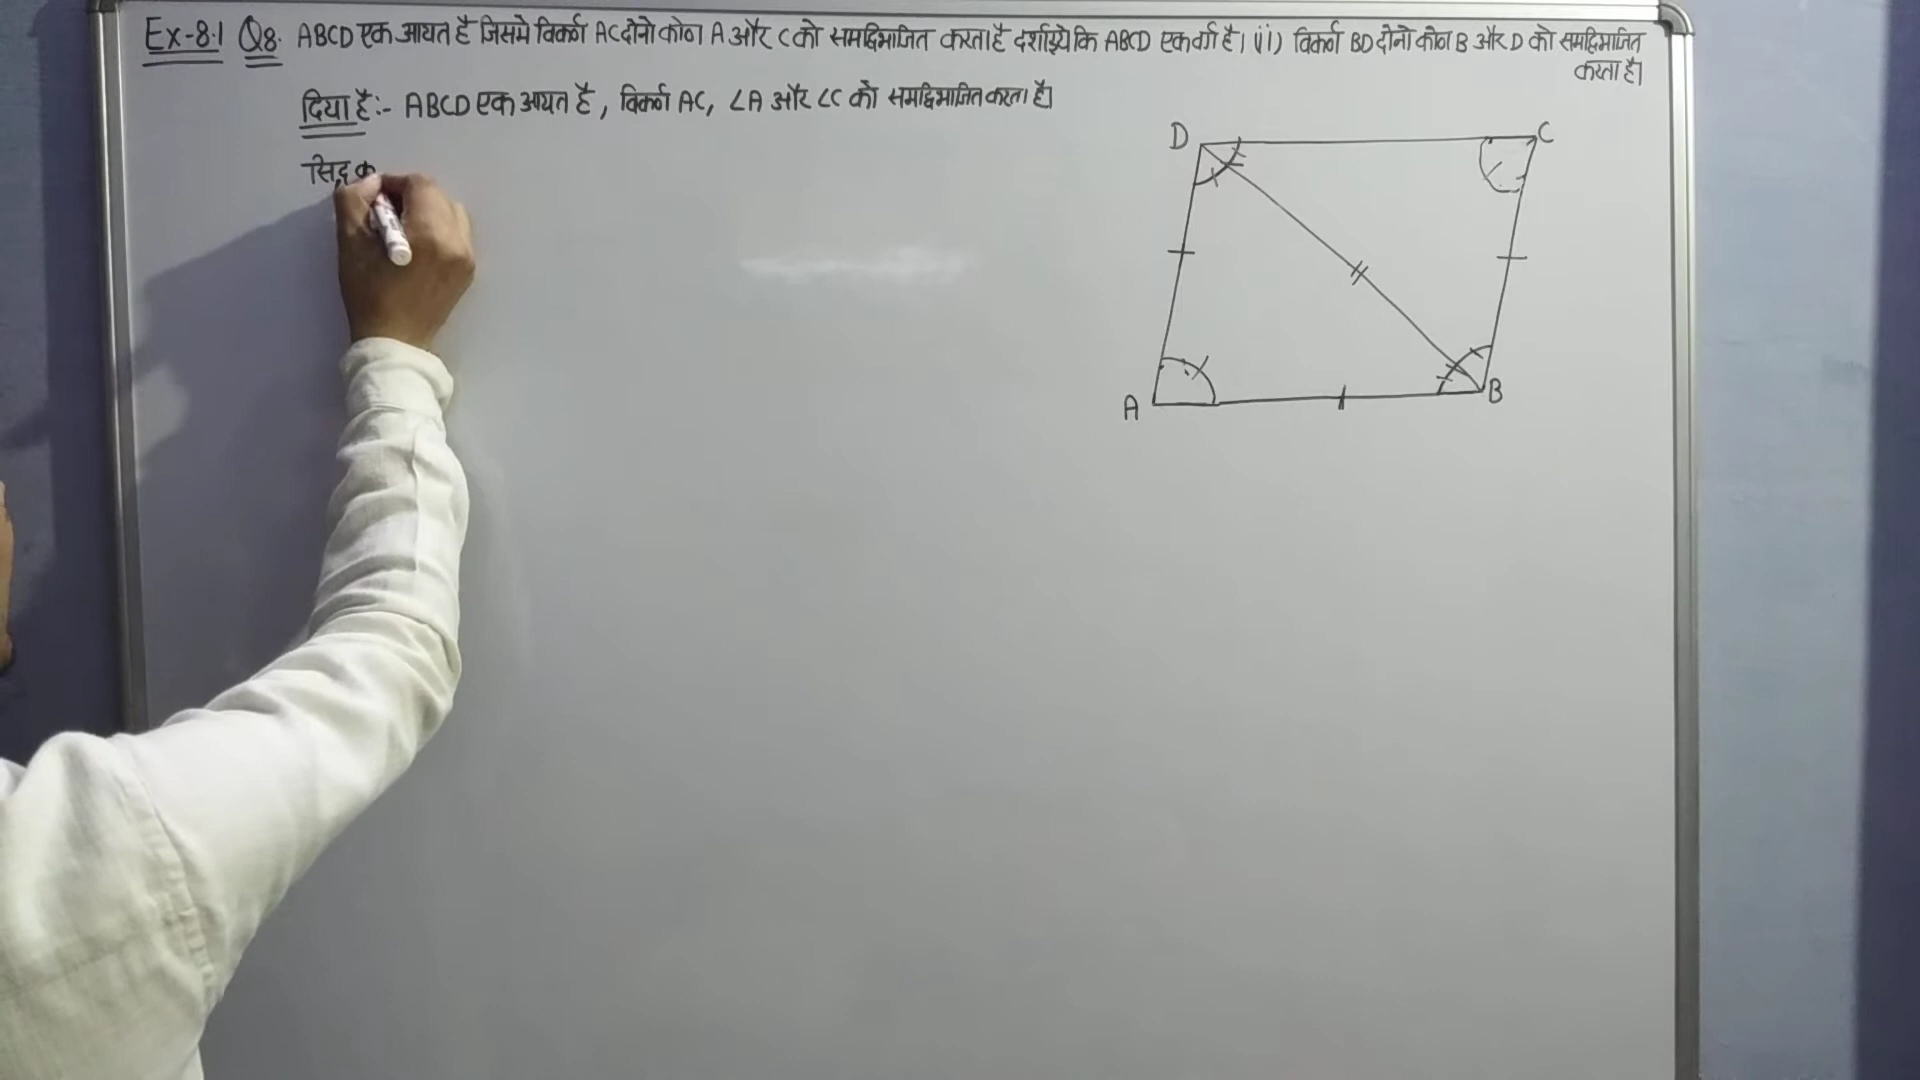 Ex-8.1 Q8. ABCD एक आयत है जिसमे विकर्ण AC दोनो कोण A और C को समद्विभाजित करता है दर्शाइये कि ABCD एक वर्ग है। (ii) विकर्ण BD दोनो कोण B और D को समद्विभाजित
करता है।
दिया है:- ABCD एक आयत है, विकर्ण AC, ∠A और ∠C को समद्विभाजित करता है।
सिद्ध क
D
C
A
B